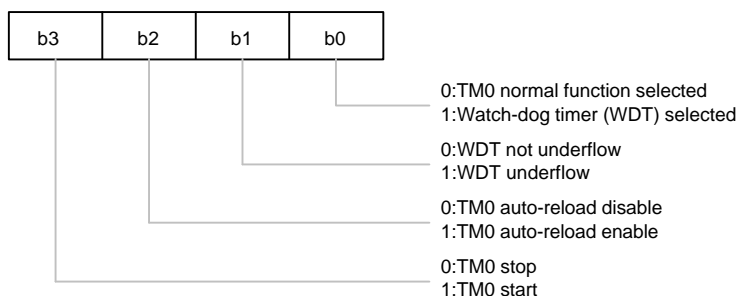 b3 b2 b1 b0
0:TM0 normal function selected
1:Watch-dog timer (WDT) selected
0:WDT not underflow
1:WDT underflow
0:TM0 auto-reload disable
1:TM0 auto-reload enable
0:TM0 stop
1:TM0 start